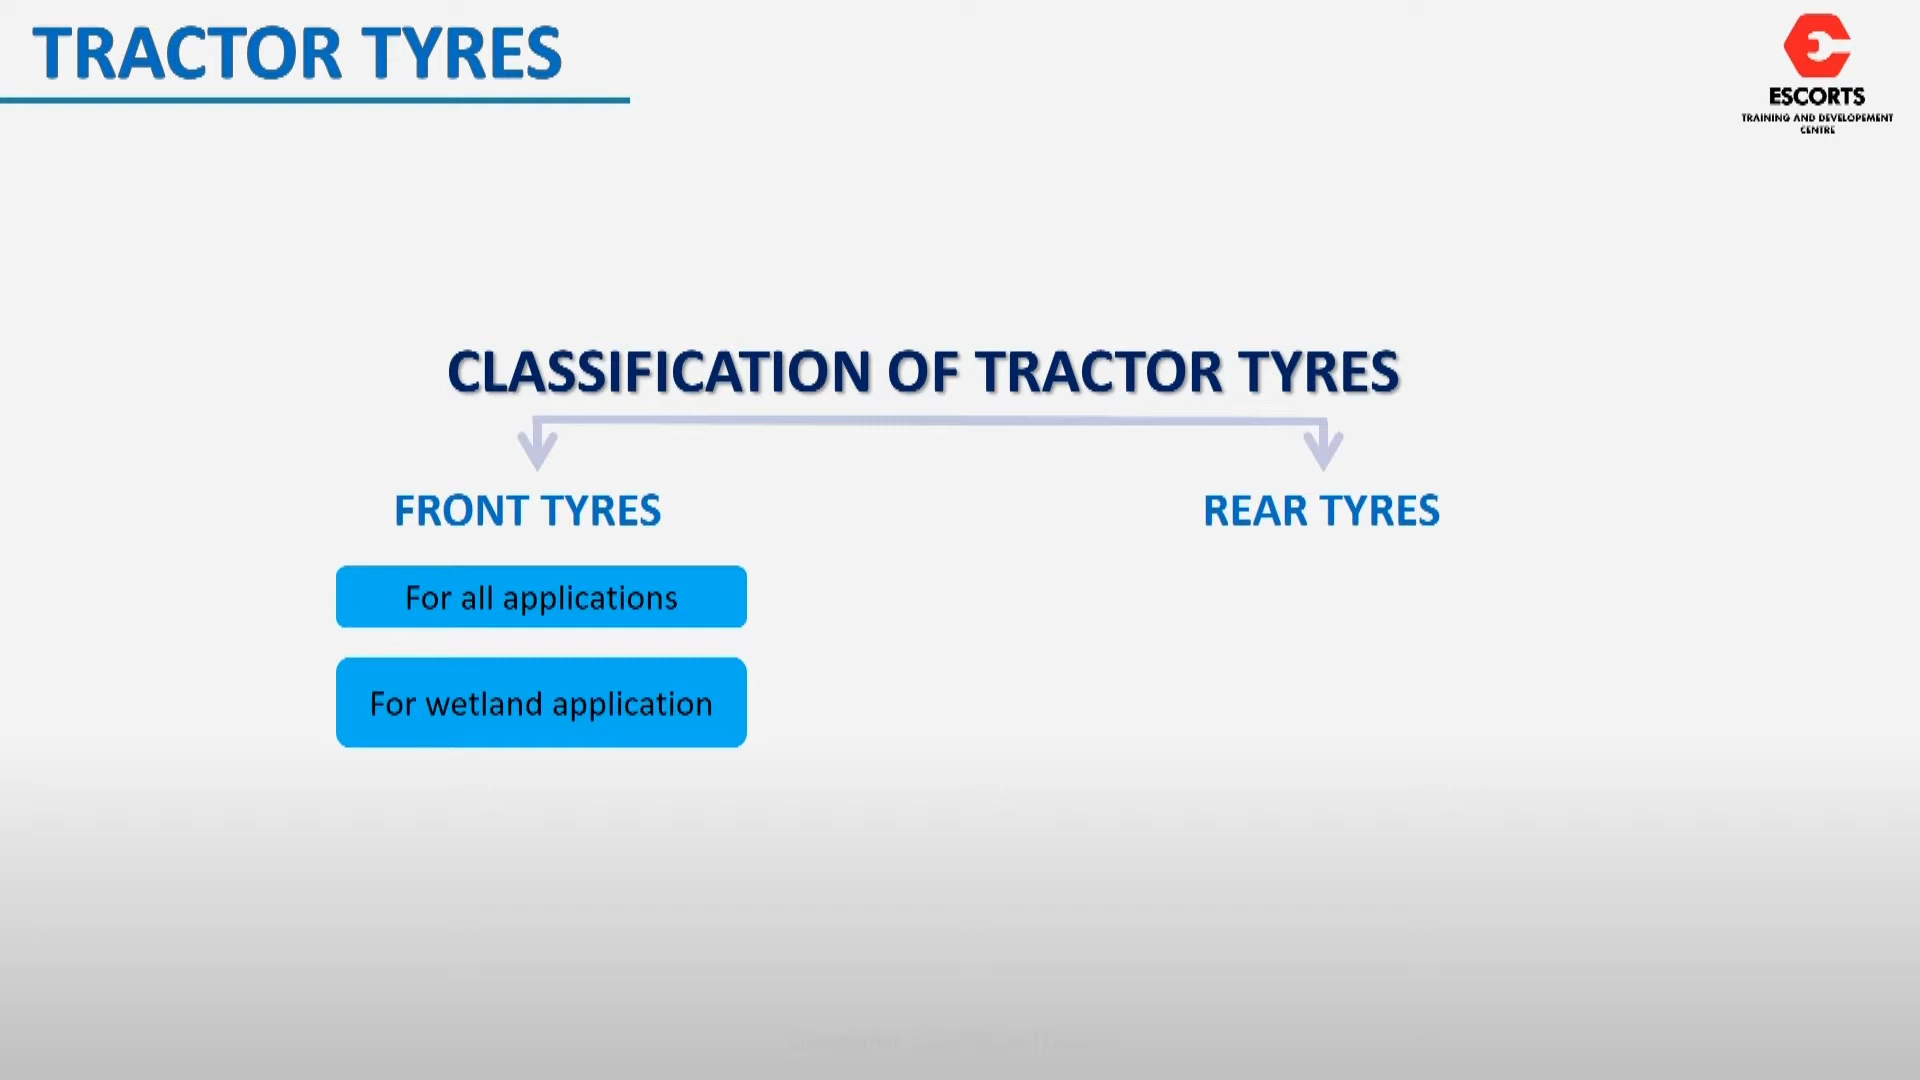 TRACTOR TYRES
ESCORTS
TRAINING AND DEVELOPEMENT
CENTRE
CLASSIFICATION OF TRACTOR TYRES
FRONT TYRES
REAR TYRES
For all applications
For wetland application